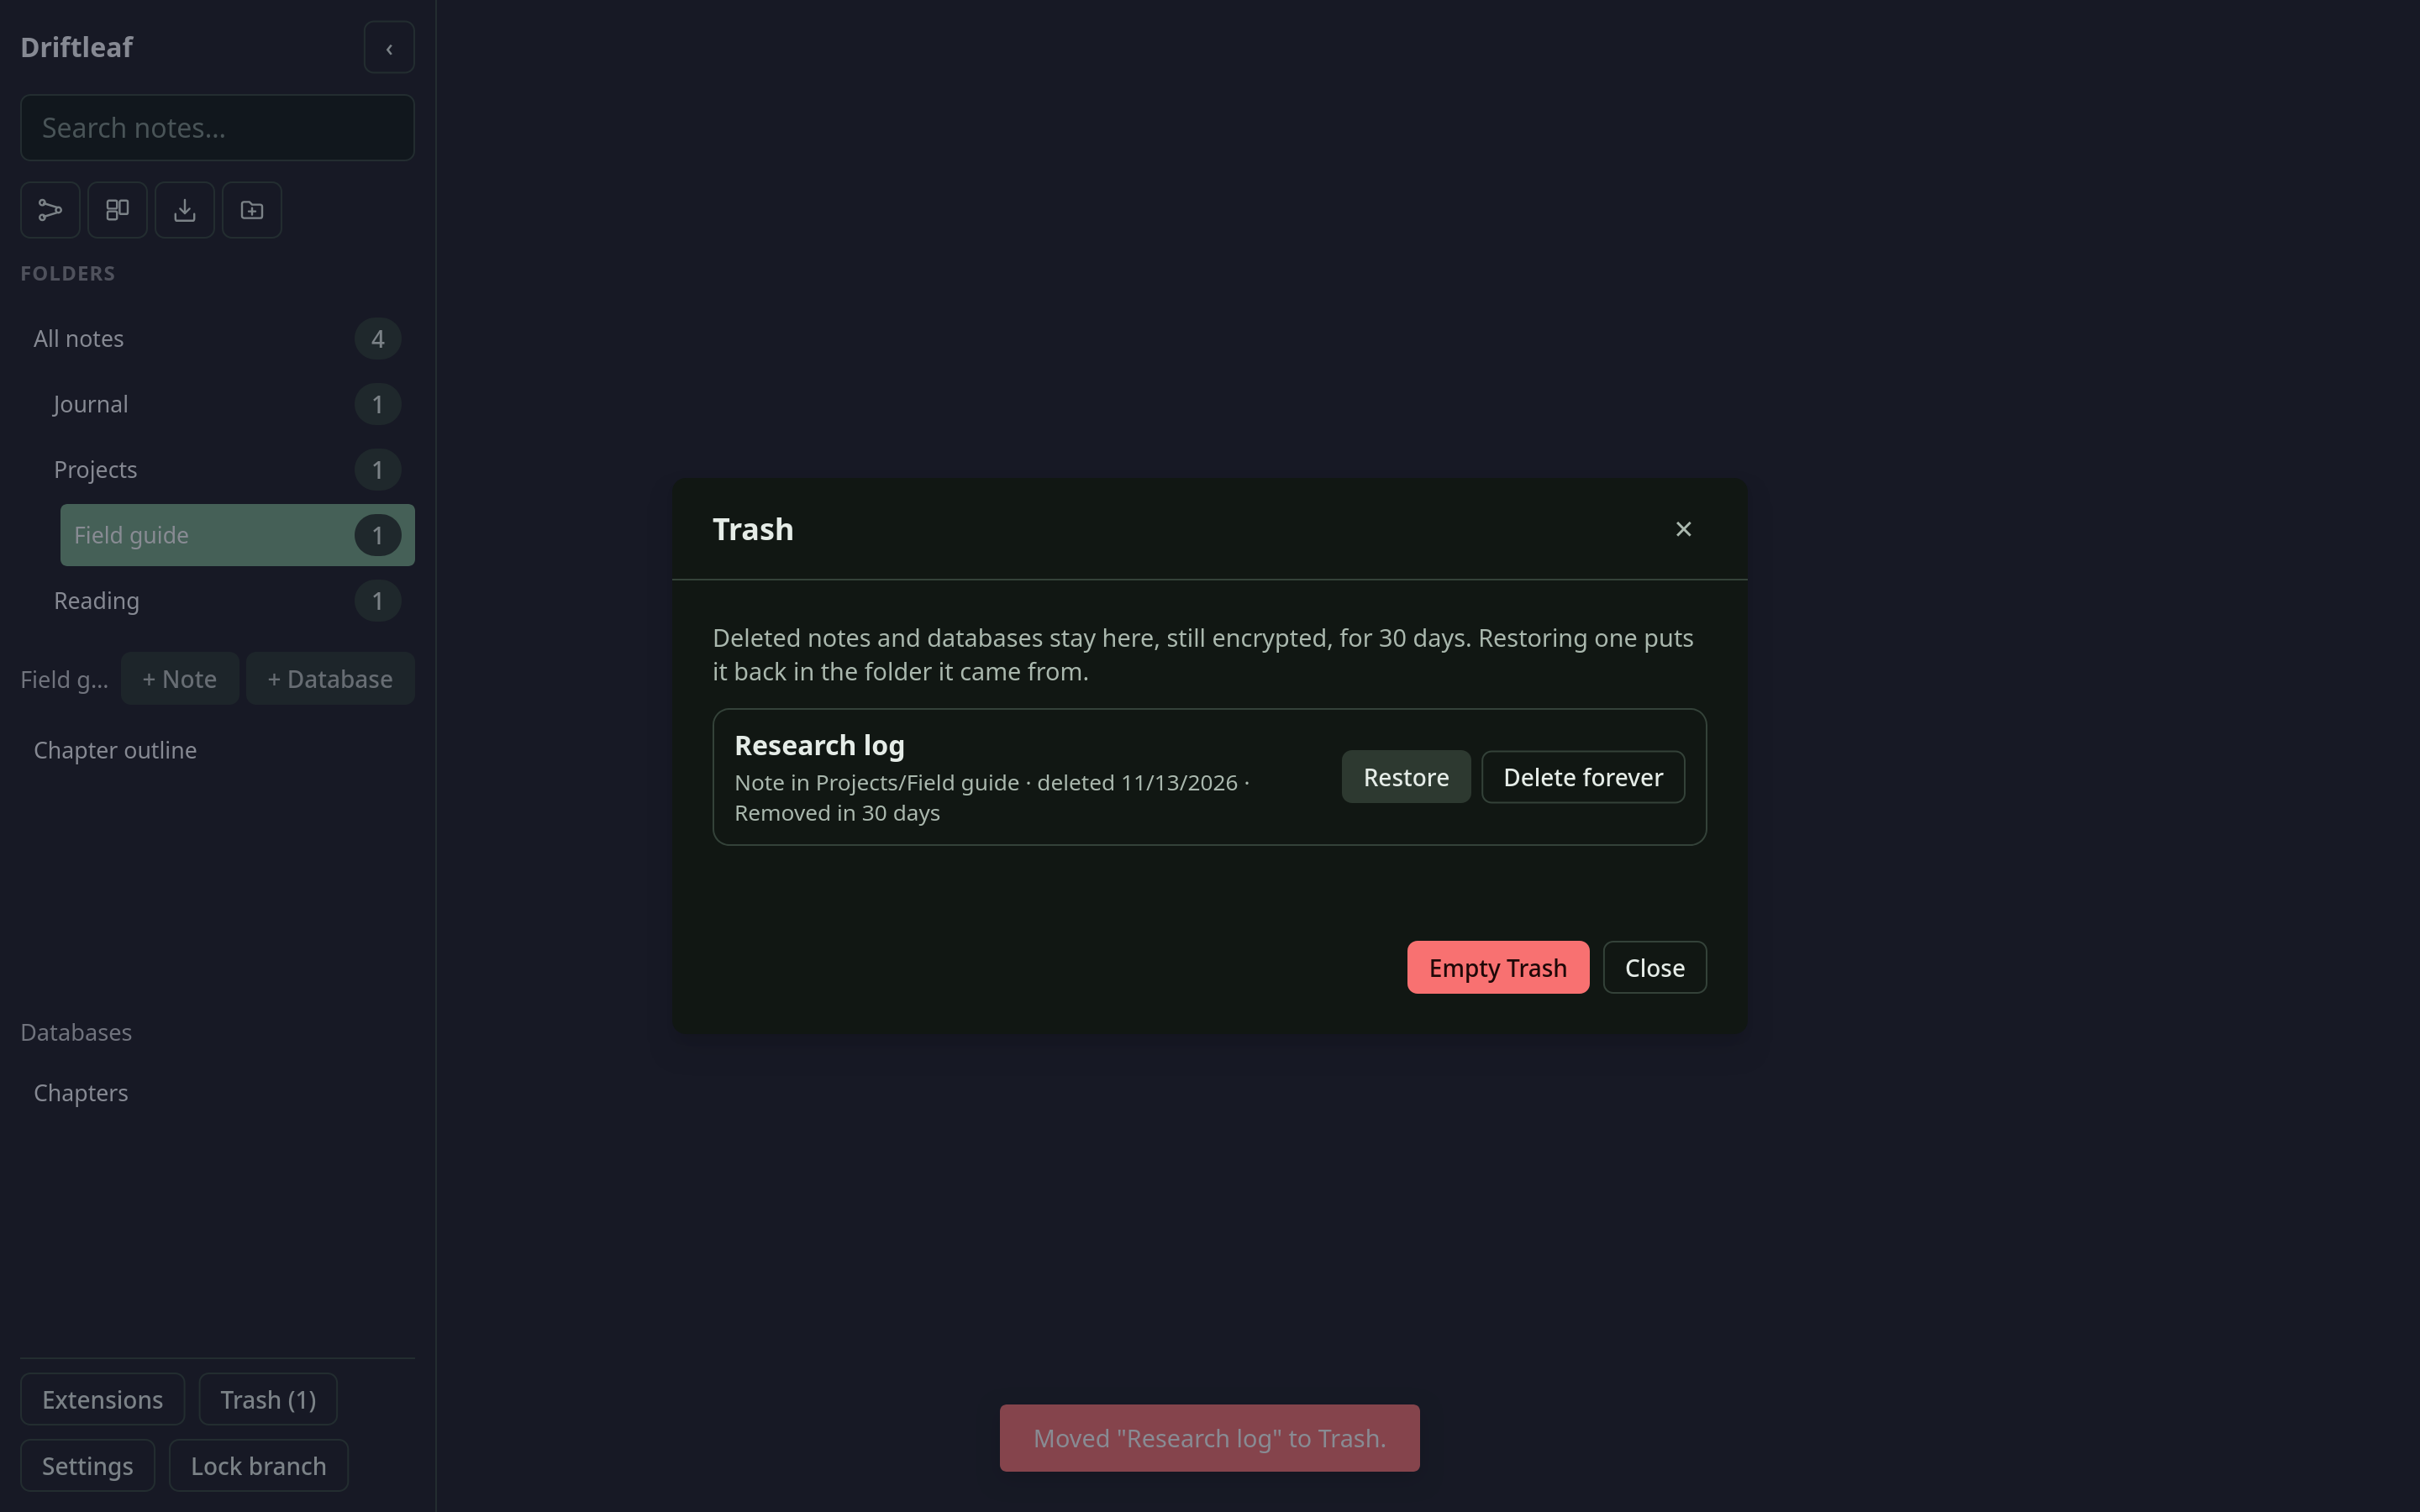 Driftleaf
‹
Search notes...
FOLDERS
All notes 4
Journal 1
Projects 1
Field guide 1
Reading 1
Field g... + Note + Database
Chapter outline
Databases
Chapters
Extensions Trash (1)
Settings Lock branch
Trash ✕
Deleted notes and databases stay here, still encrypted, for 30 days. Restoring one puts
it back in the folder it came from.
Research log
Note in Projects/Field guide · deleted 11/13/2026 ·
Removed in 30 days
Restore Delete forever
Empty Trash Close
Moved "Research log" to Trash.